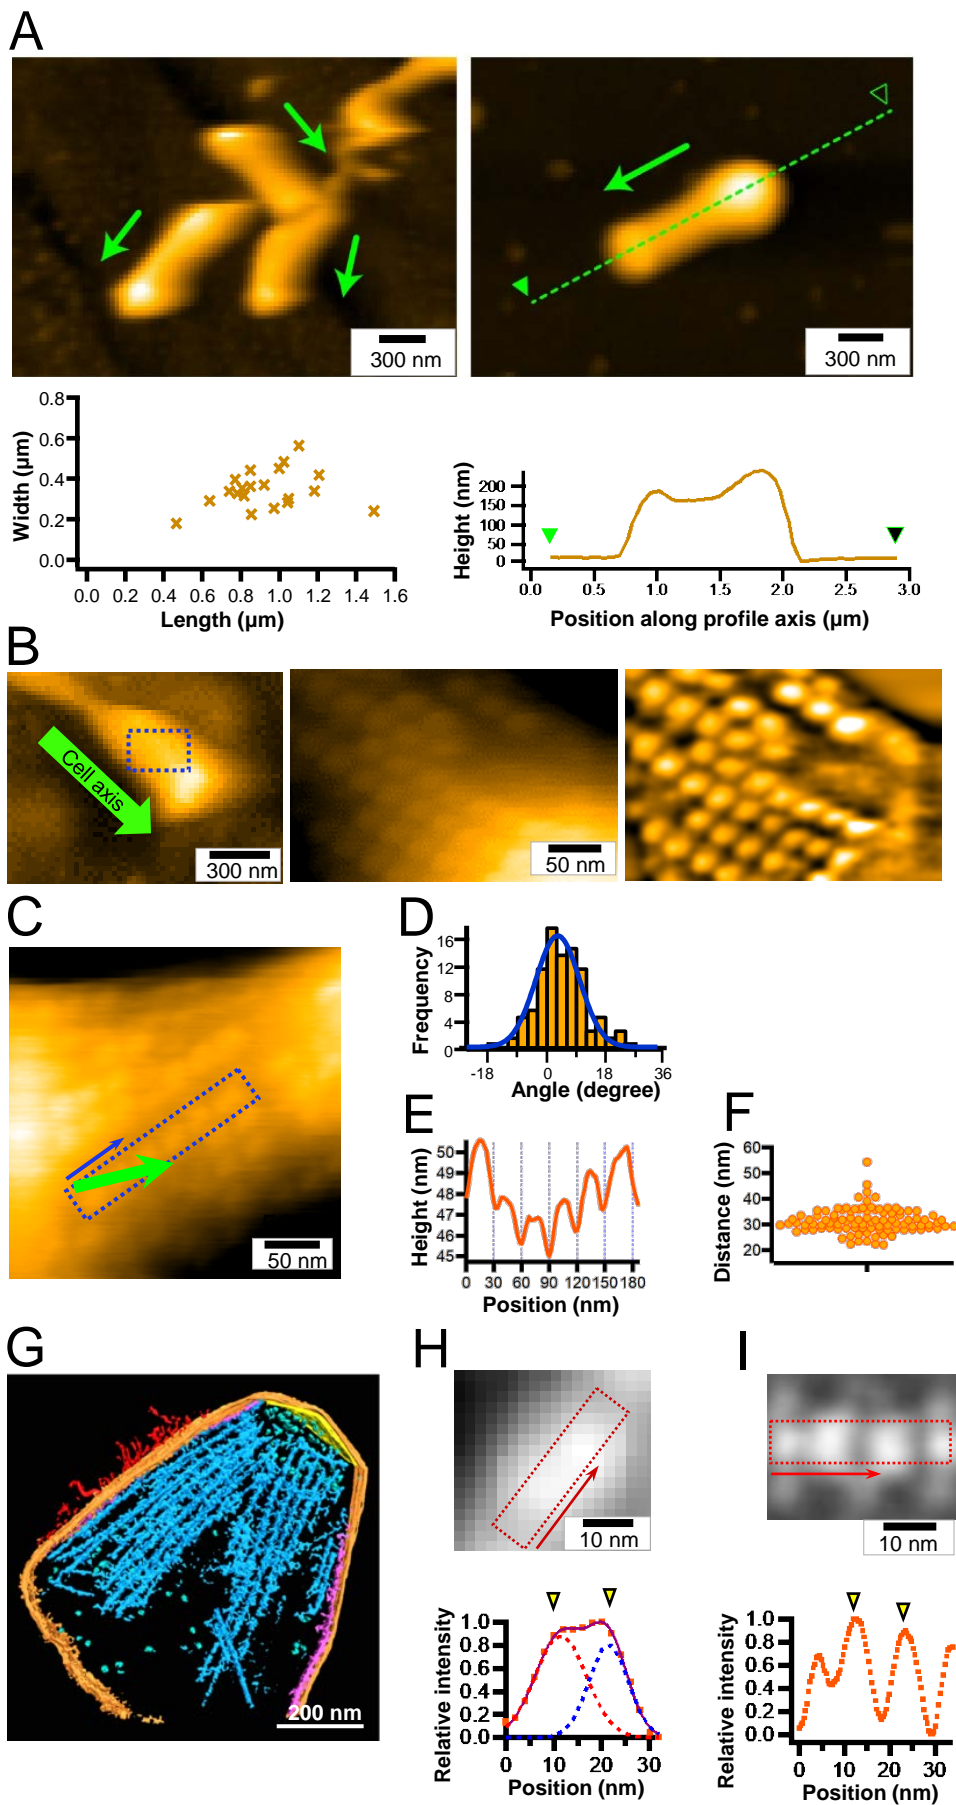 A
300 nm
300 nm
0.8
0.6
0.4
0.2
0.0
Width (µm)
0.0 0.2 0.4 0.6 0.8 1.0 1.2 1.4 1.6
Length (µm)
200
150
100
50
0
Height (nm)
0.0 0.5 1.0 1.5 2.0 2.5 3.0
Position along profile axis (µm)
B
Cell axis
300 nm
50 nm
C
50 nm
D
16
12
8
4
0
Frequency
-18 0 18 36
Angle (degree)
E
50
49
48
47
46
45
Height (nm)
0 30 60 90 120 150 180
Position (nm)
F
60
50
40
30
20
Distance (nm)
G
200 nm
H
10 nm
1.0
0.8
0.6
0.4
0.2
0.0
Relative intensity
0 10 20 30
Position (nm)
I
10 nm
1.0
0.8
0.6
0.4
0.2
0.0
Relative intensity
0 10 20 30
Position (nm)